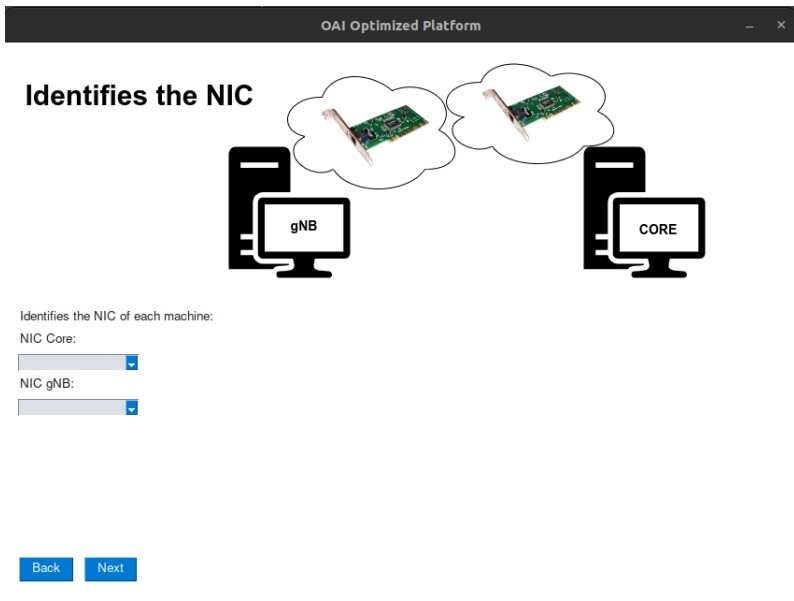 OAI Optimized Platform
Identifies the NIC
gNB
CORE
Identifies the NIC of each machine:
NIC Core:
NIC gNB:
Back
Next